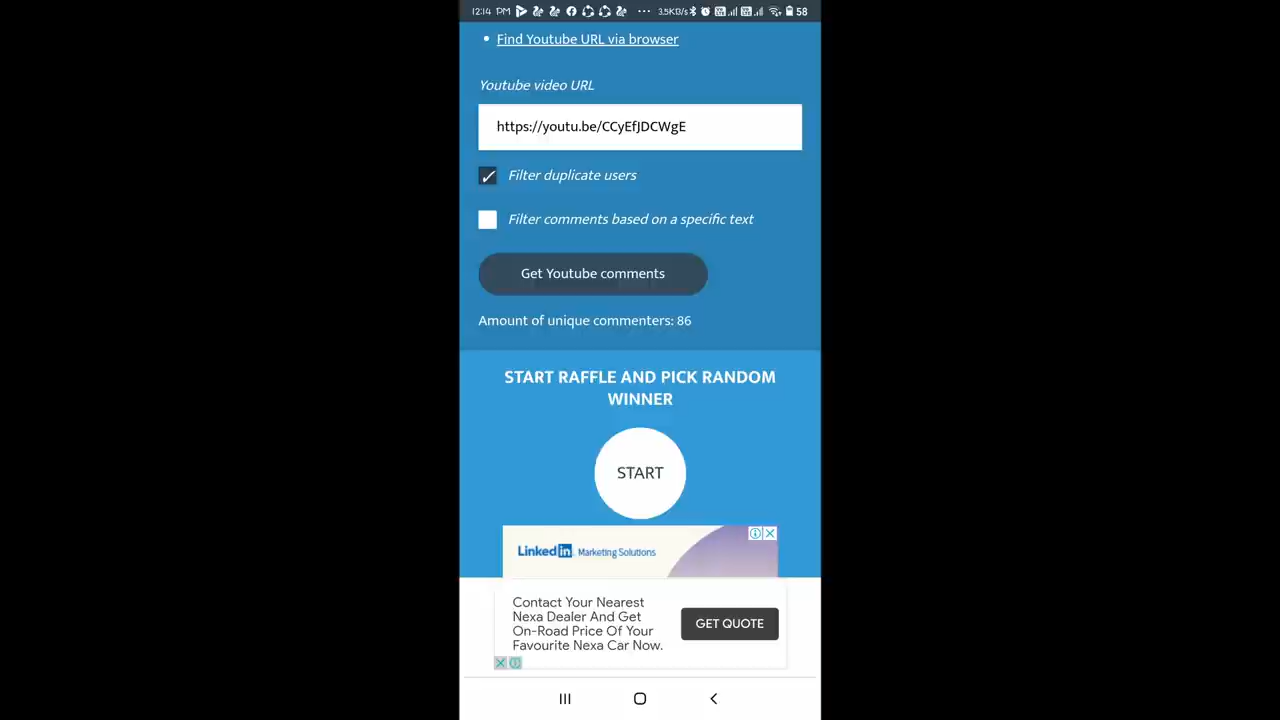 12:14 PM ... 3.5KB/s 58
Find Youtube URL via browser
Youtube video URL
https://youtu.be/CCyEfJDCWgE
Filter duplicate users
Filter comments based on a specific text
Get Youtube comments
Amount of unique commenters: 86
START RAFFLE AND PICK RANDOM
WINNER
START
Linked in Marketing Solutions
Contact Your Nearest
Nexa Dealer And Get
On-Road Price Of Your
Favourite Nexa Car Now.
GET QUOTE